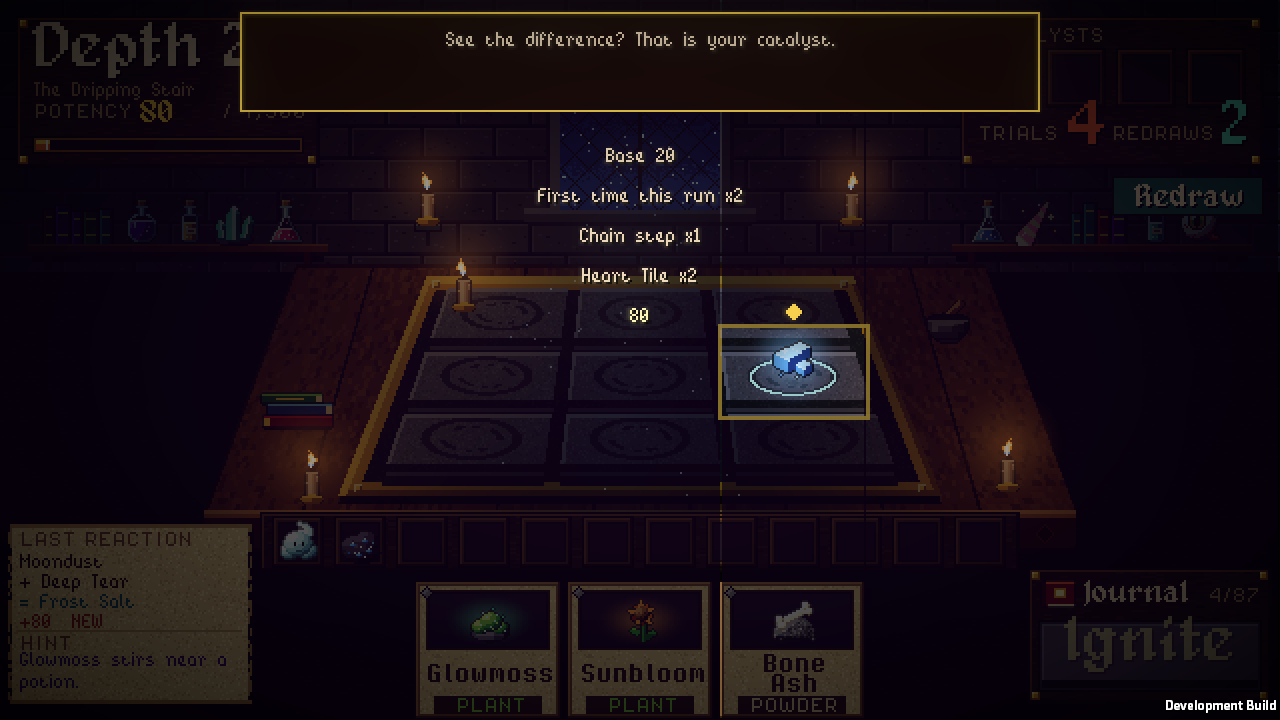 See the difference? That is your catalyst.
Depth 2
The Dripping Stair
POTENCY 80 /
TRIALS 4 REDRAWS 2
Redraw
Base 20
First time this run x2
Chain step x1
Heart Tile x2
80
LAST REACTION
Moondust
+ Deep Tear
= Frost Salt
+80 NEW
HINT
Glowmoss stirs near a
potion.
Glowmoss
PLANT
Sunbloom
PLANT
Bone
Ash
POWDER
Journal 4/87
Ignite
Development Build